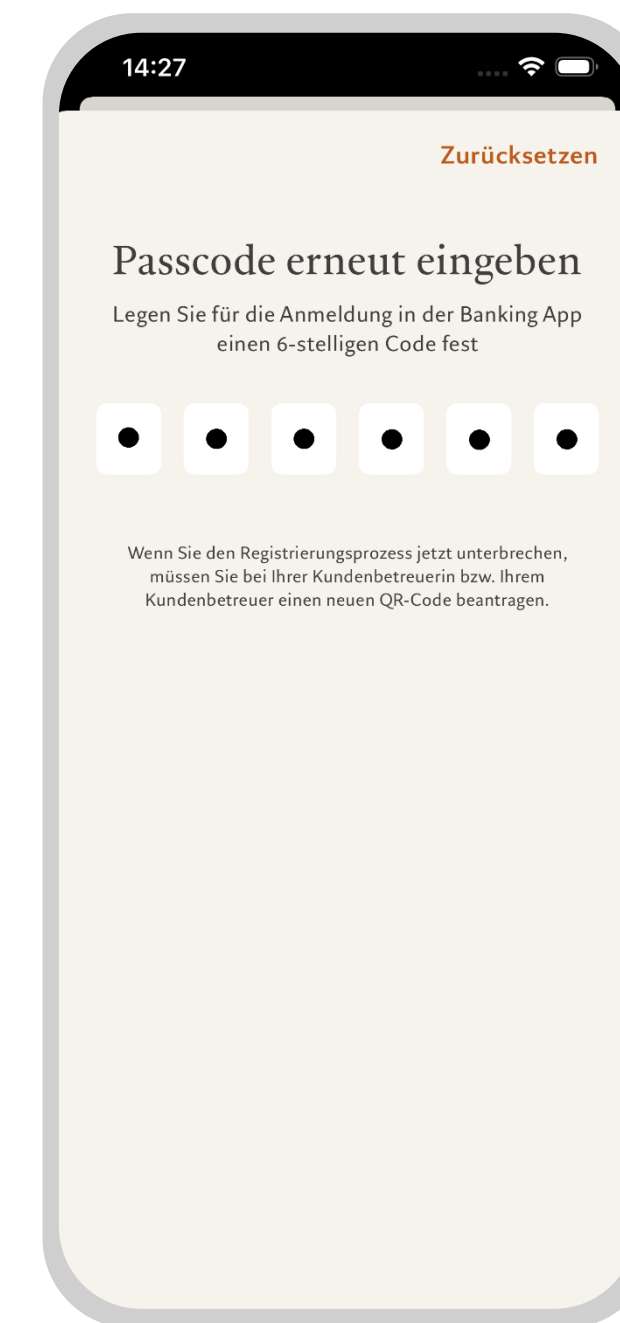 14:27
Zurücksetzen
Passcode erneut eingeben
Legen Sie für die Anmeldung in der Banking App
einen 6-stelligen Code fest
Wenn Sie den Registrierungsprozess jetzt unterbrechen,
müssen Sie bei Ihrer Kundenbetreuerin bzw. Ihrem
Kundenbetreuer einen neuen QR-Code beantragen.